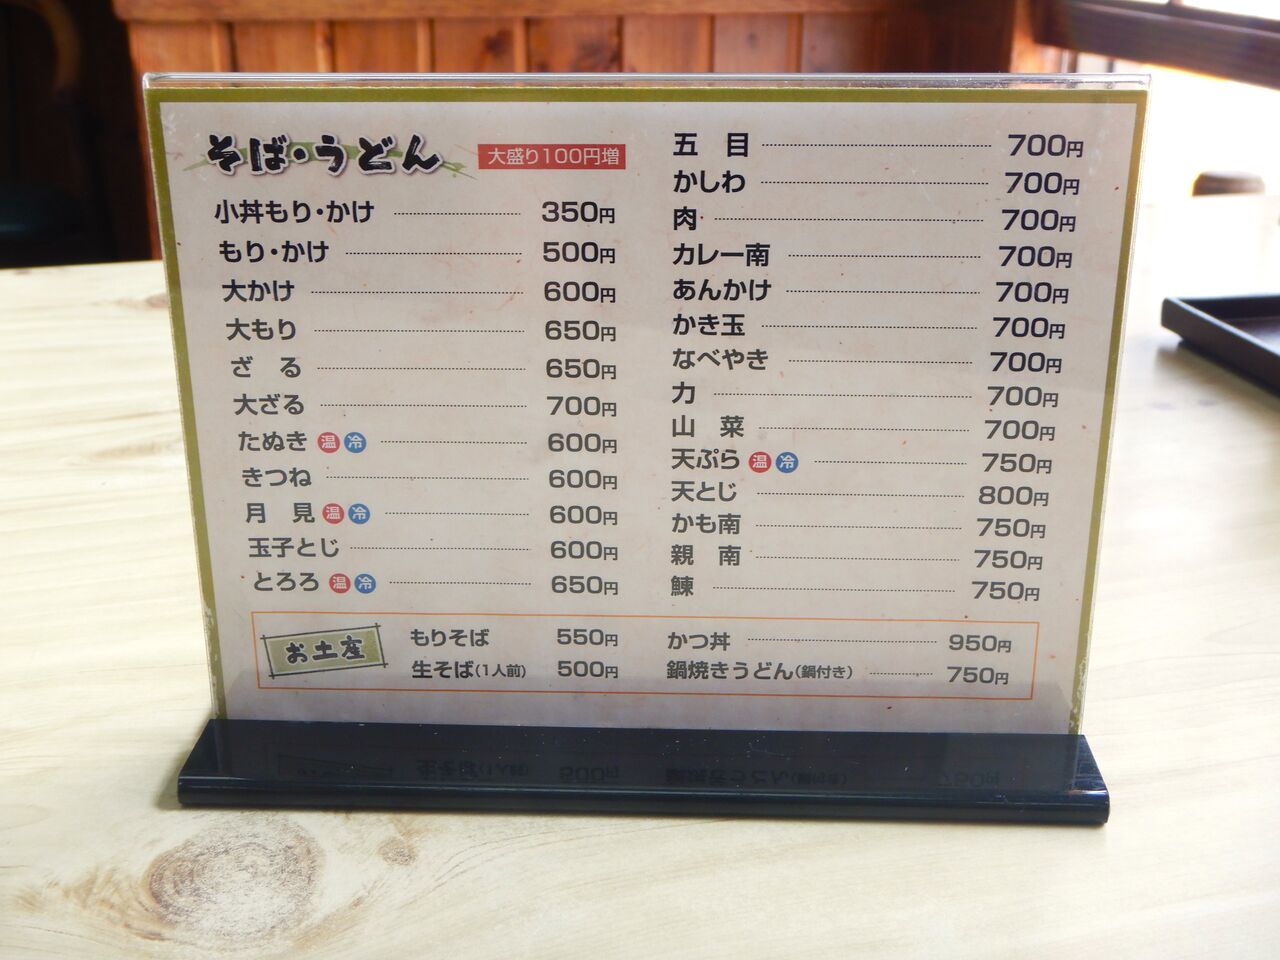 そば・うどん 大盛り100円増
小丼もり・かけ 350円
もり・かけ 500円
大かけ 600円
大もり 650円
ざる 650円
大ざる 700円
たぬき 温 冷 600円
きつね 600円
月見 温 冷 600円
玉子とじ 600円
とろろ 温 冷 650円
五目 700円
かしわ 700円
肉 700円
カレー南 700円
あんかけ 700円
かき玉 700円
なべやき 700円
力 700円
山菜 700円
天ぷら 温 冷 750円
天とじ 800円
かも南 750円
親南 750円
鰊 750円
お土産
もりそば 550円
生そば(1人前) 500円
かつ丼 950円
鍋焼きうどん(鍋付き) 750円